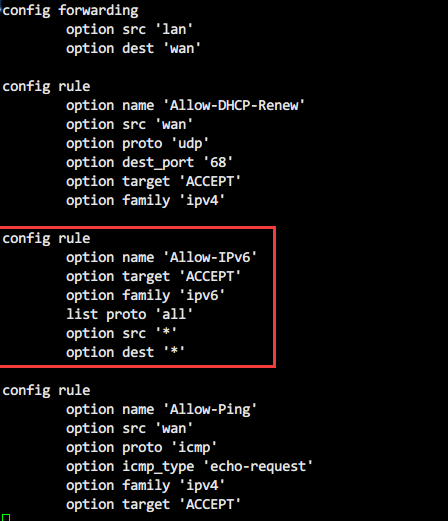 config forwarding
        option src 'lan'
        option dest 'wan'

config rule
        option name 'Allow-DHCP-Renew'
        option src 'wan'
        option proto 'udp'
        option dest_port '68'
        option target 'ACCEPT'
        option family 'ipv4'

config rule
        option name 'Allow-IPv6'
        option target 'ACCEPT'
        option family 'ipv6'
        list proto 'all'
        option src '*'
        option dest '*'

config rule
        option name 'Allow-Ping'
        option src 'wan'
        option proto 'icmp'
        option icmp_type 'echo-request'
        option family 'ipv4'
        option target 'ACCEPT'